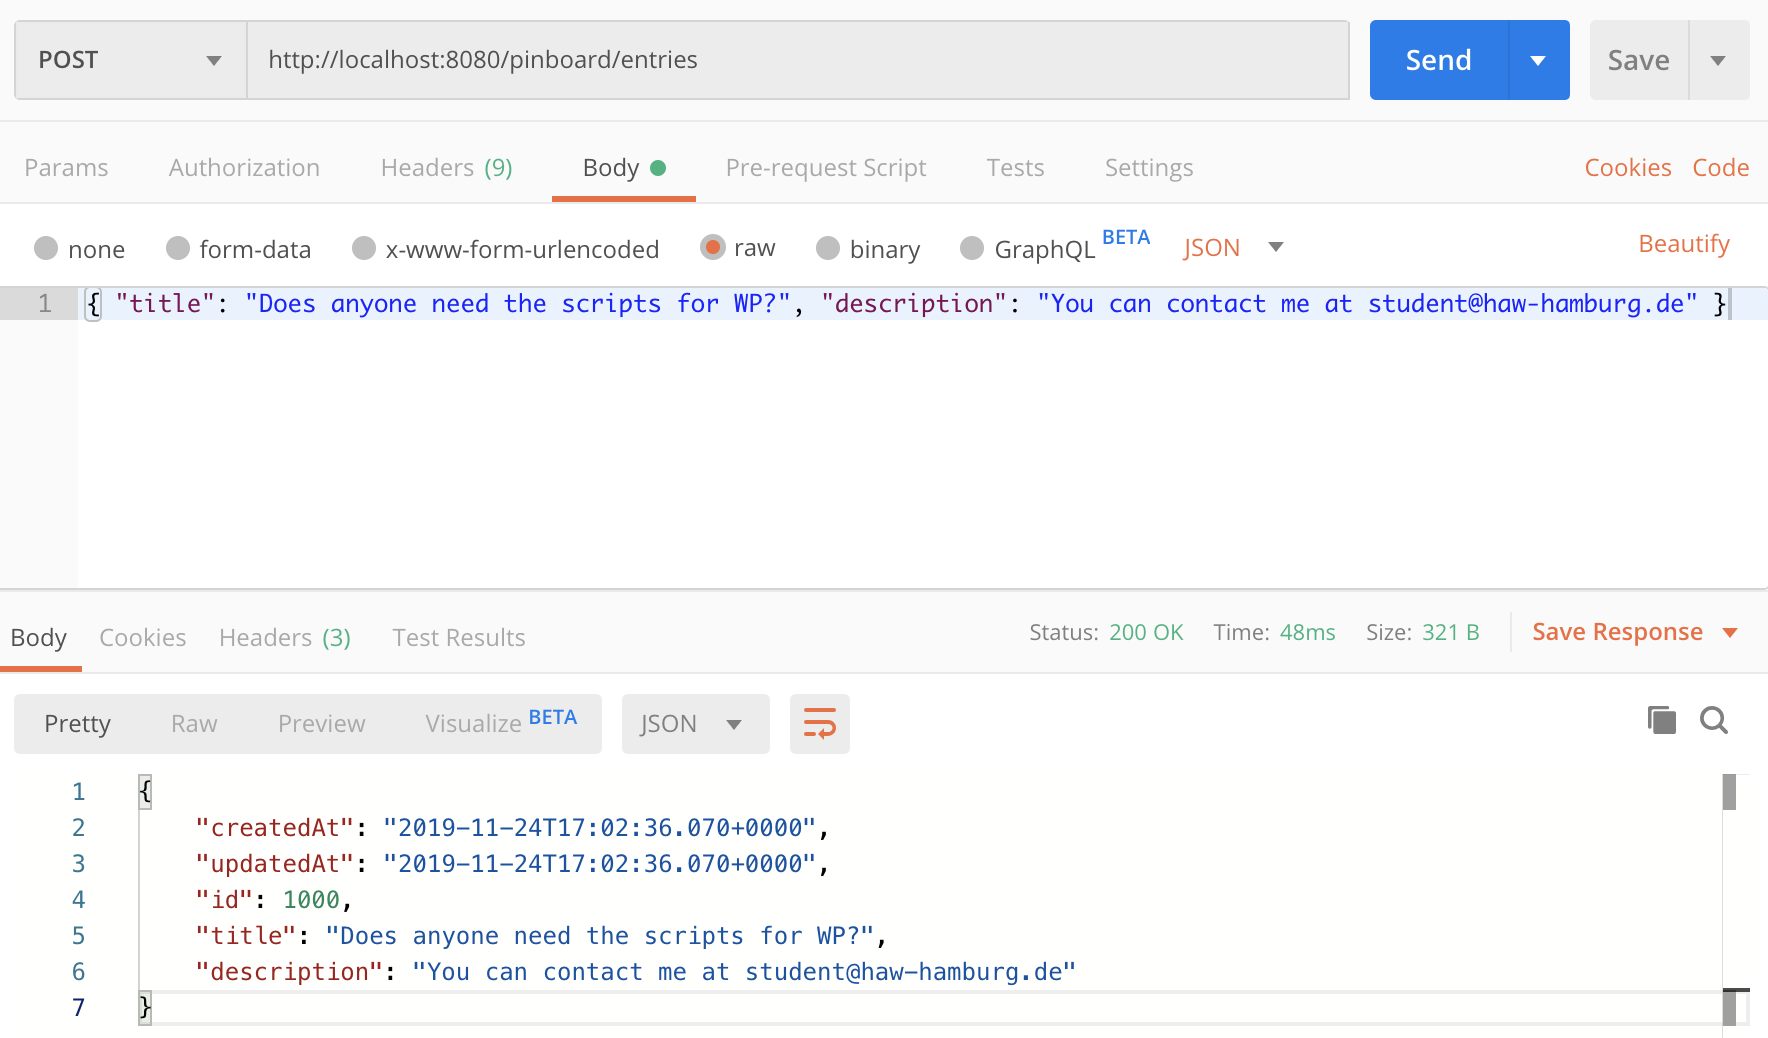 POST http://localhost:8080/pinboard/entries Send Save
Params Authorization Headers (9) Body Pre-request Script Tests Settings Cookies Code
none form-data x-www-form-urlencoded raw binary GraphQL BETA JSON Beautify
1 { "title": "Does anyone need the scripts for WP?", "description": "You can contact me at student@haw-hamburg.de" }
Body Cookies Headers (3) Test Results Status: 200 OK Time: 48ms Size: 321 B Save Response
Pretty Raw Preview Visualize BETA JSON
1 {
2 "createdAt": "2019-11-24T17:02:36.070+0000",
3 "updatedAt": "2019-11-24T17:02:36.070+0000",
4 "id": 1000,
5 "title": "Does anyone need the scripts for WP?",
6 "description": "You can contact me at student@haw-hamburg.de"
7 }